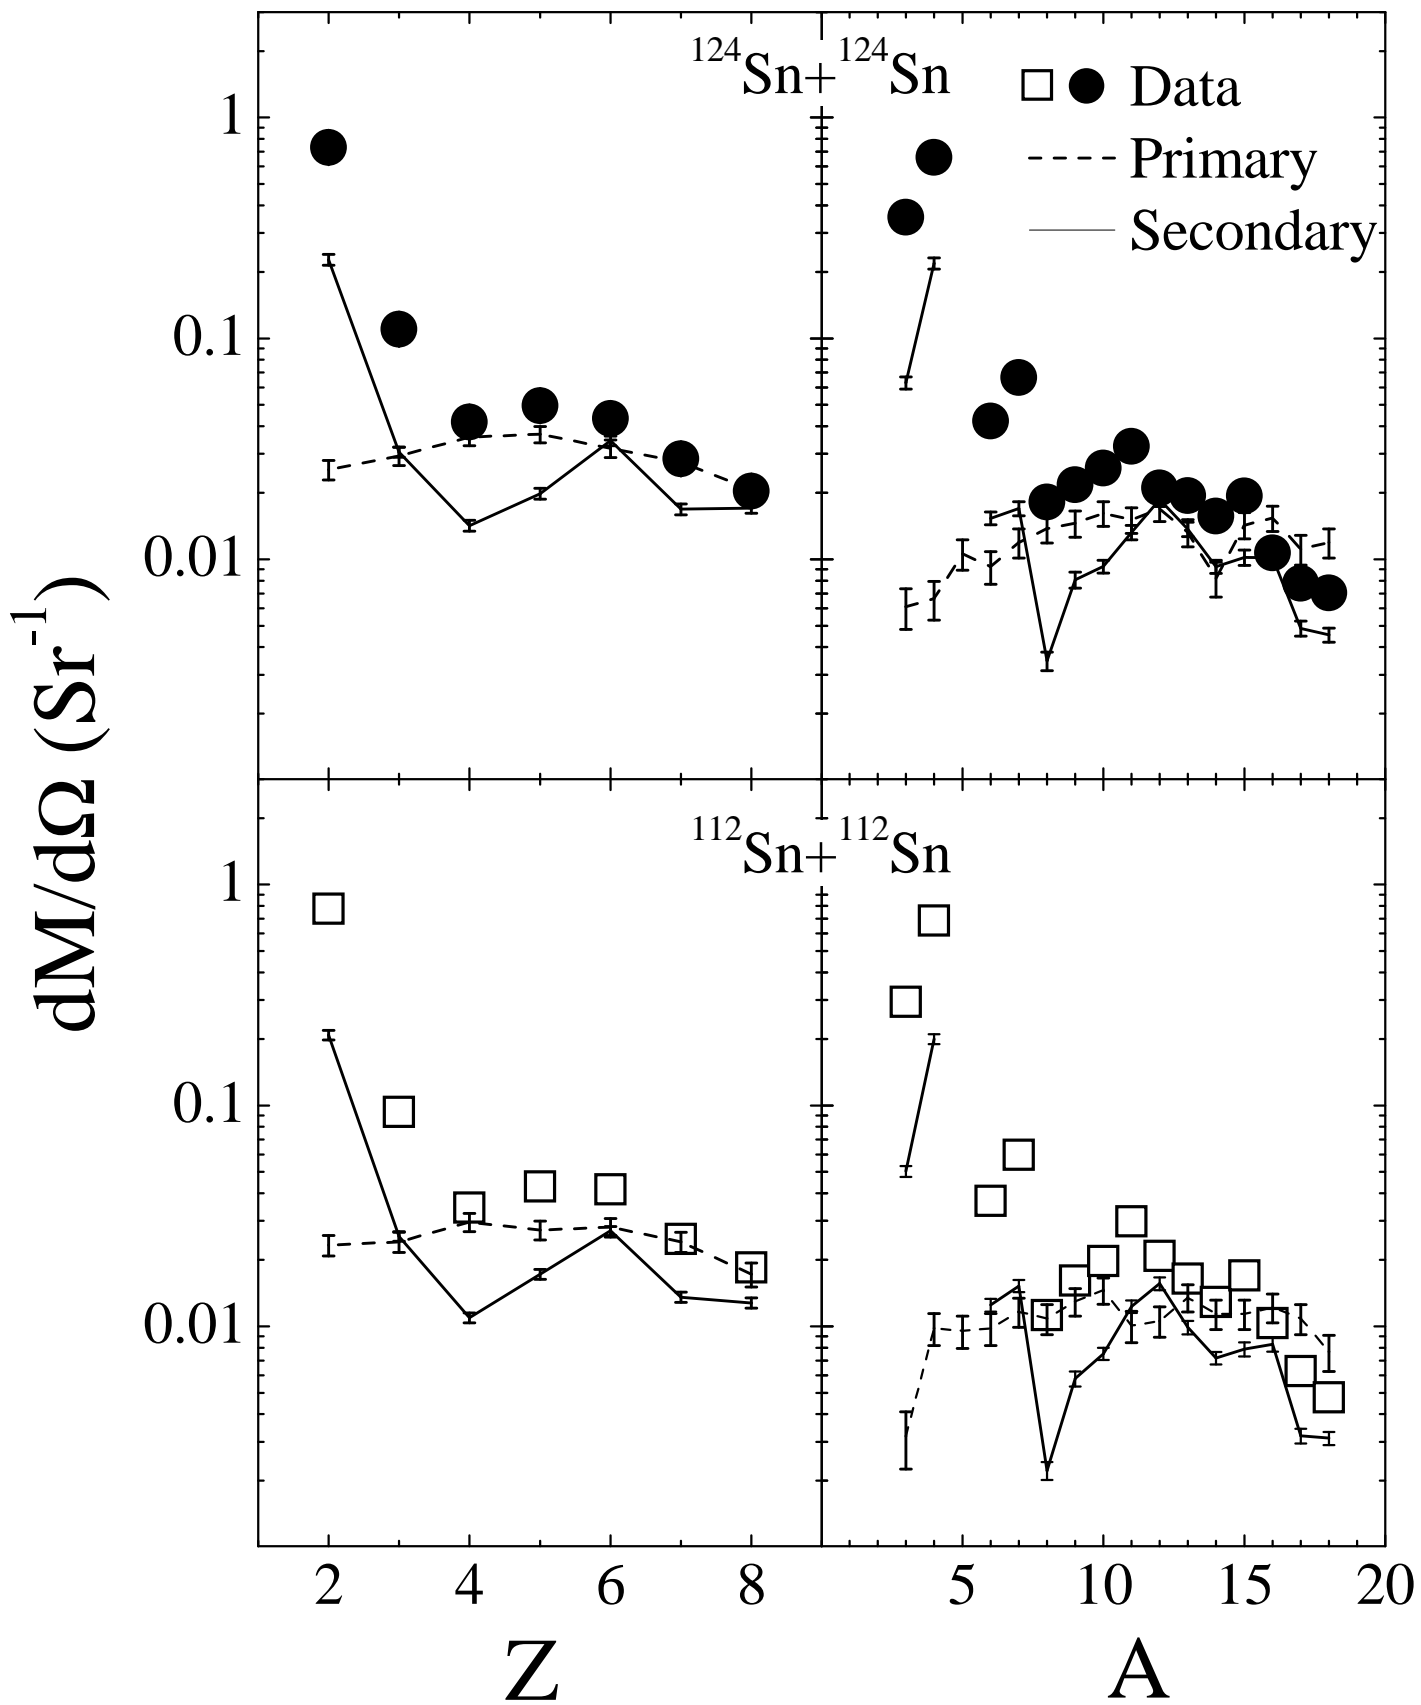 ¹²⁴Sn+¹²⁴Sn
Data
Primary
Secondary
1
0.1
0.01
¹¹²Sn+¹¹²Sn
1
0.1
0.01
dM/dΩ (Sr⁻¹)
2 4 6 8 5 10 15 20
Z A